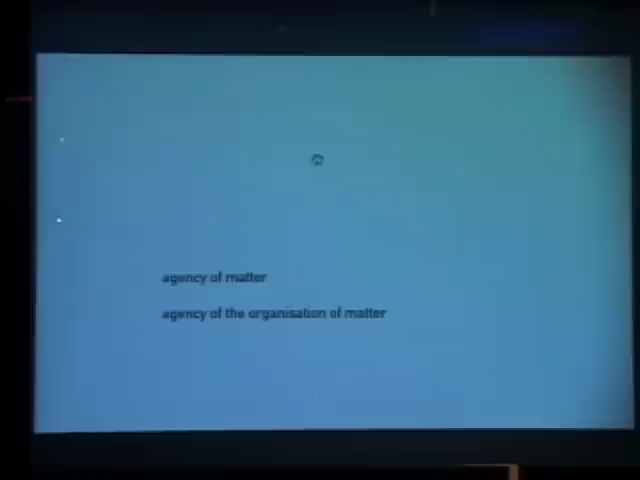 agency of matter
agency of the organisation of matter